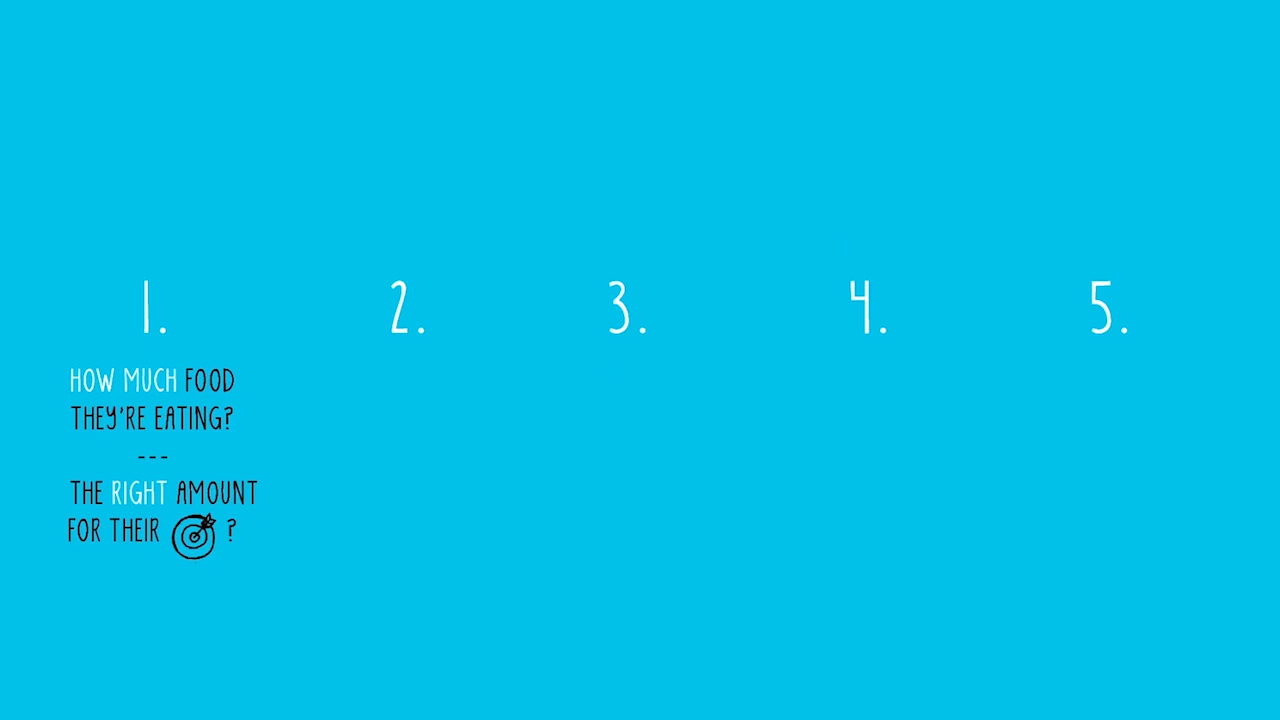 1. 2. 3. 4. 5.
HOW MUCH FOOD
THEY'RE EATING?
---
THE RIGHT AMOUNT
FOR THEIR ?